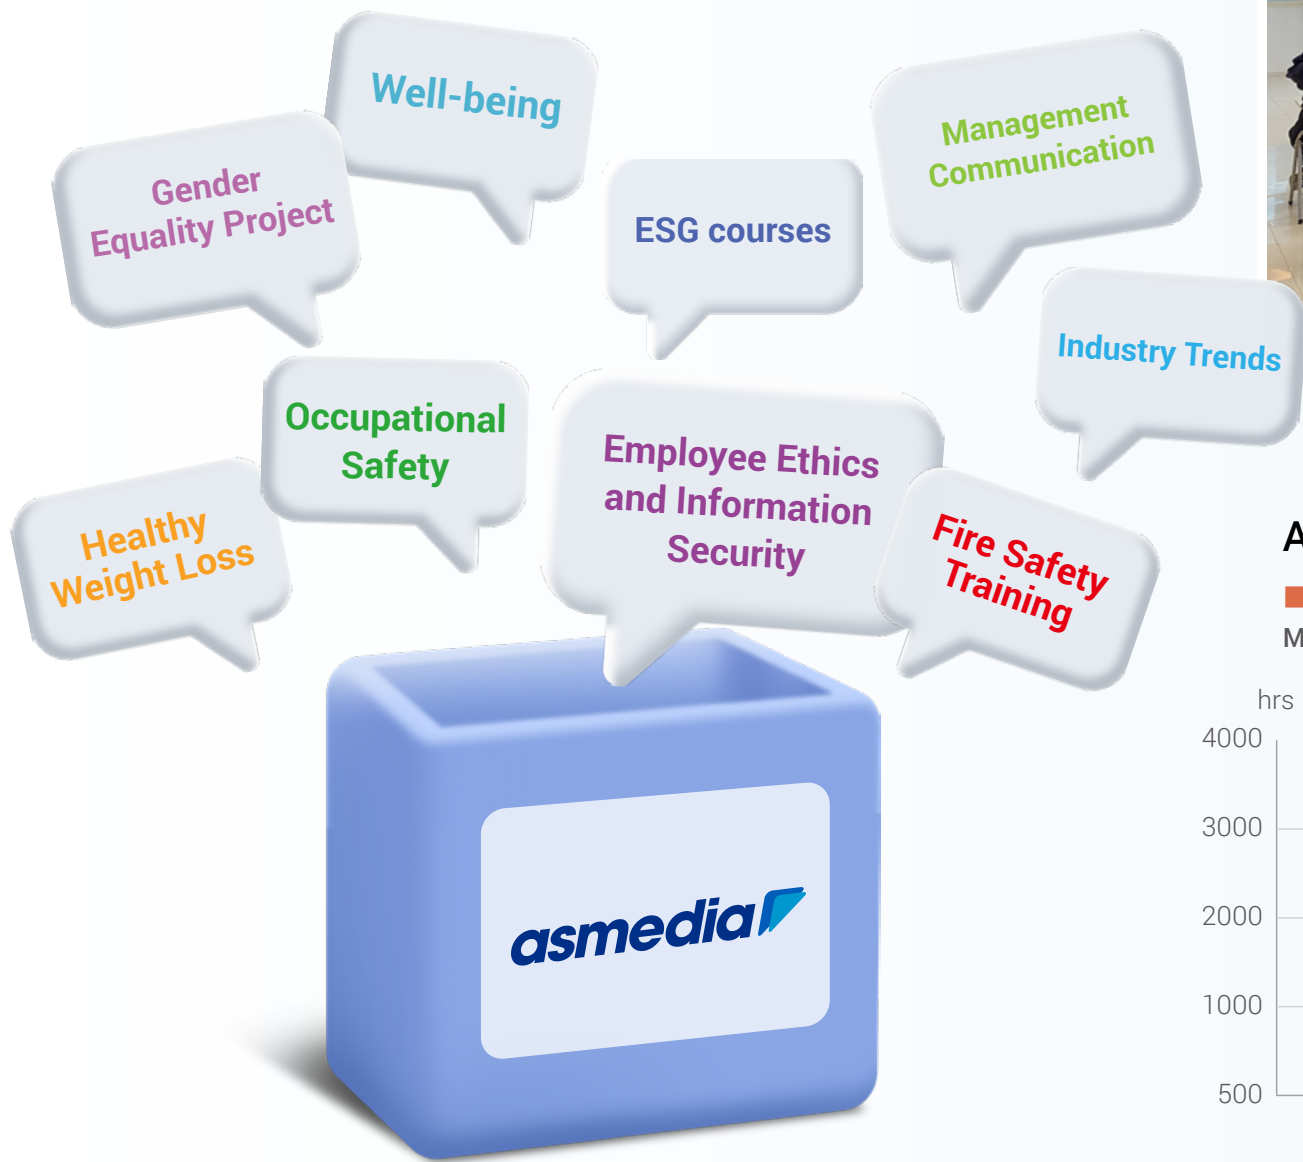 Well-being
Management
Communication
Gender
Equality Project
ESG courses
Industry Trends
Occupational
Safety
Employee Ethics
and Information
Security
Healthy
Weight Loss
Fire Safety
Training
asmedia
A
M
hrs
4000
3000
2000
1000
500